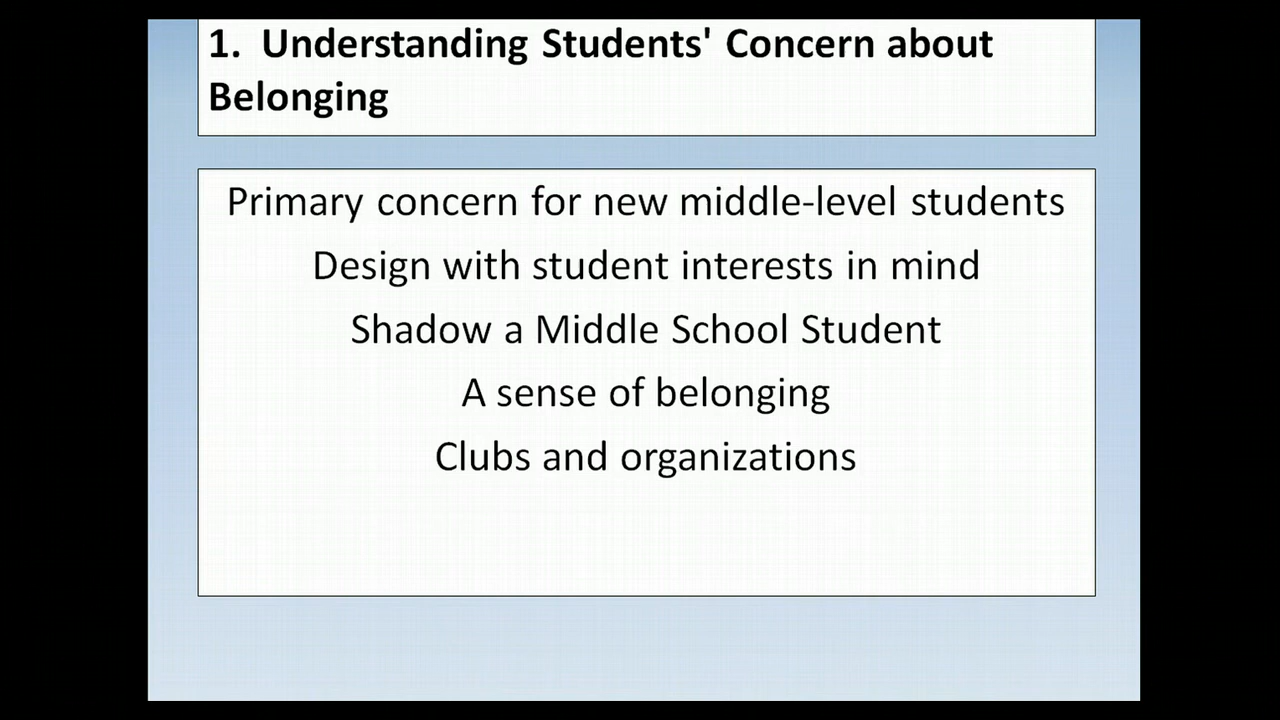 1. Understanding Students' Concern about
Belonging
Primary concern for new middle-level students
Design with student interests in mind
Shadow a Middle School Student
A sense of belonging
Clubs and organizations